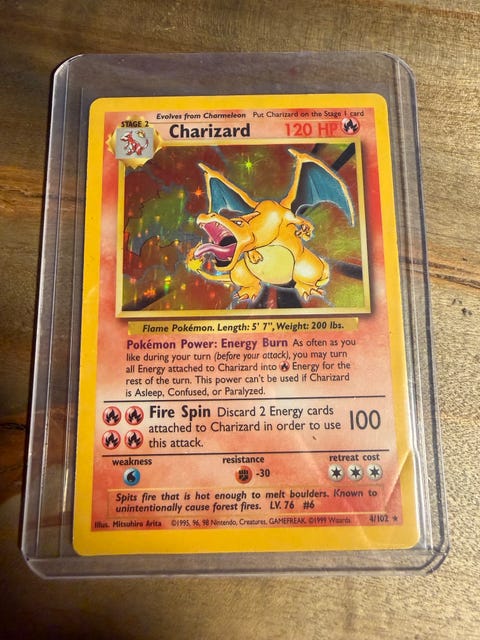 Evolves from Charmeleon Put Charizard on the Stage 1 card
STAGE 2
Charizard 120 HP
Flame Pokémon. Length: 5' 7", Weight: 200 lbs.
Pokémon Power: Energy Burn As often as you
like during your turn (before your attack), you may turn
all Energy attached to Charizard into Energy for the
rest of the turn. This power can't be used if Charizard
is Asleep, Confused, or Paralyzed.
Fire Spin Discard 2 Energy cards
attached to Charizard in order to use
this attack.
100
weakness resistance retreat cost
-30
Spits fire that is hot enough to melt boulders. Known to
unintentionally cause forest fires. LV. 76 #6
Illus. Mitsuhiro Arita ©1995, 96, 98 Nintendo, Creatures, GAMEFREAK. ©1999 Wizards 4/102 ★